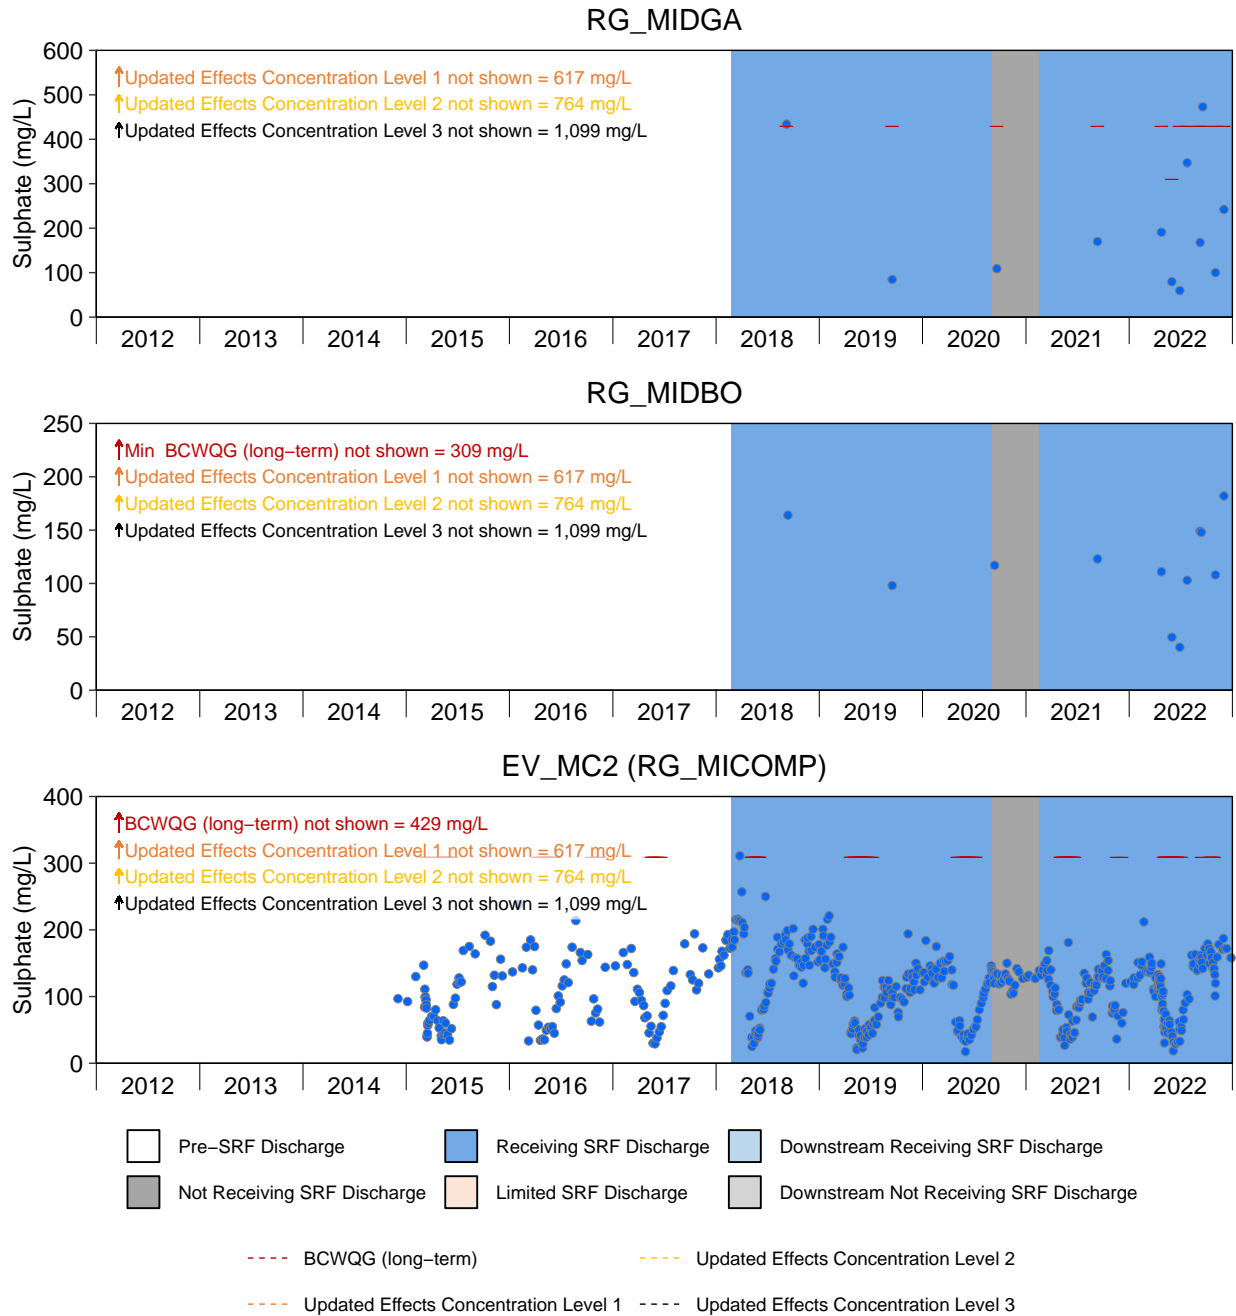 RG_MIDGA
Sulphate (mg/L)
600
500
400
300
200
100
0
↑Updated Effects Concentration Level 1 not shown = 617 mg/L
↑Updated Effects Concentration Level 2 not shown = 764 mg/L
↑Updated Effects Concentration Level 3 not shown = 1,099 mg/L
2012 2013 2014 2015 2016 2017 2018 2019 2020 2021 2022
RG_MIDBO
Sulphate (mg/L)
250
200
150
100
50
0
↑Min BCWQG (long−term) not shown = 309 mg/L
↑Updated Effects Concentration Level 1 not shown = 617 mg/L
↑Updated Effects Concentration Level 2 not shown = 764 mg/L
↑Updated Effects Concentration Level 3 not shown = 1,099 mg/L
2012 2013 2014 2015 2016 2017 2018 2019 2020 2021 2022
EV_MC2 (RG_MICOMP)
Sulphate (mg/L)
400
300
200
100
0
↑BCWQG (long−term) not shown = 429 mg/L
↑Updated Effects Concentration Level 1 not shown = 617 mg/L
↑Updated Effects Concentration Level 2 not shown = 764 mg/L
↑Updated Effects Concentration Level 3 not shown = 1,099 mg/L
2012 2013 2014 2015 2016 2017 2018 2019 2020 2021 2022
Pre−SRF Discharge Receiving SRF Discharge Downstream Receiving SRF Discharge
Not Receiving SRF Discharge Limited SRF Discharge Downstream Not Receiving SRF Discharge
BCWQG (long−term) Updated Effects Concentration Level 2
Updated Effects Concentration Level 1 Updated Effects Concentration Level 3